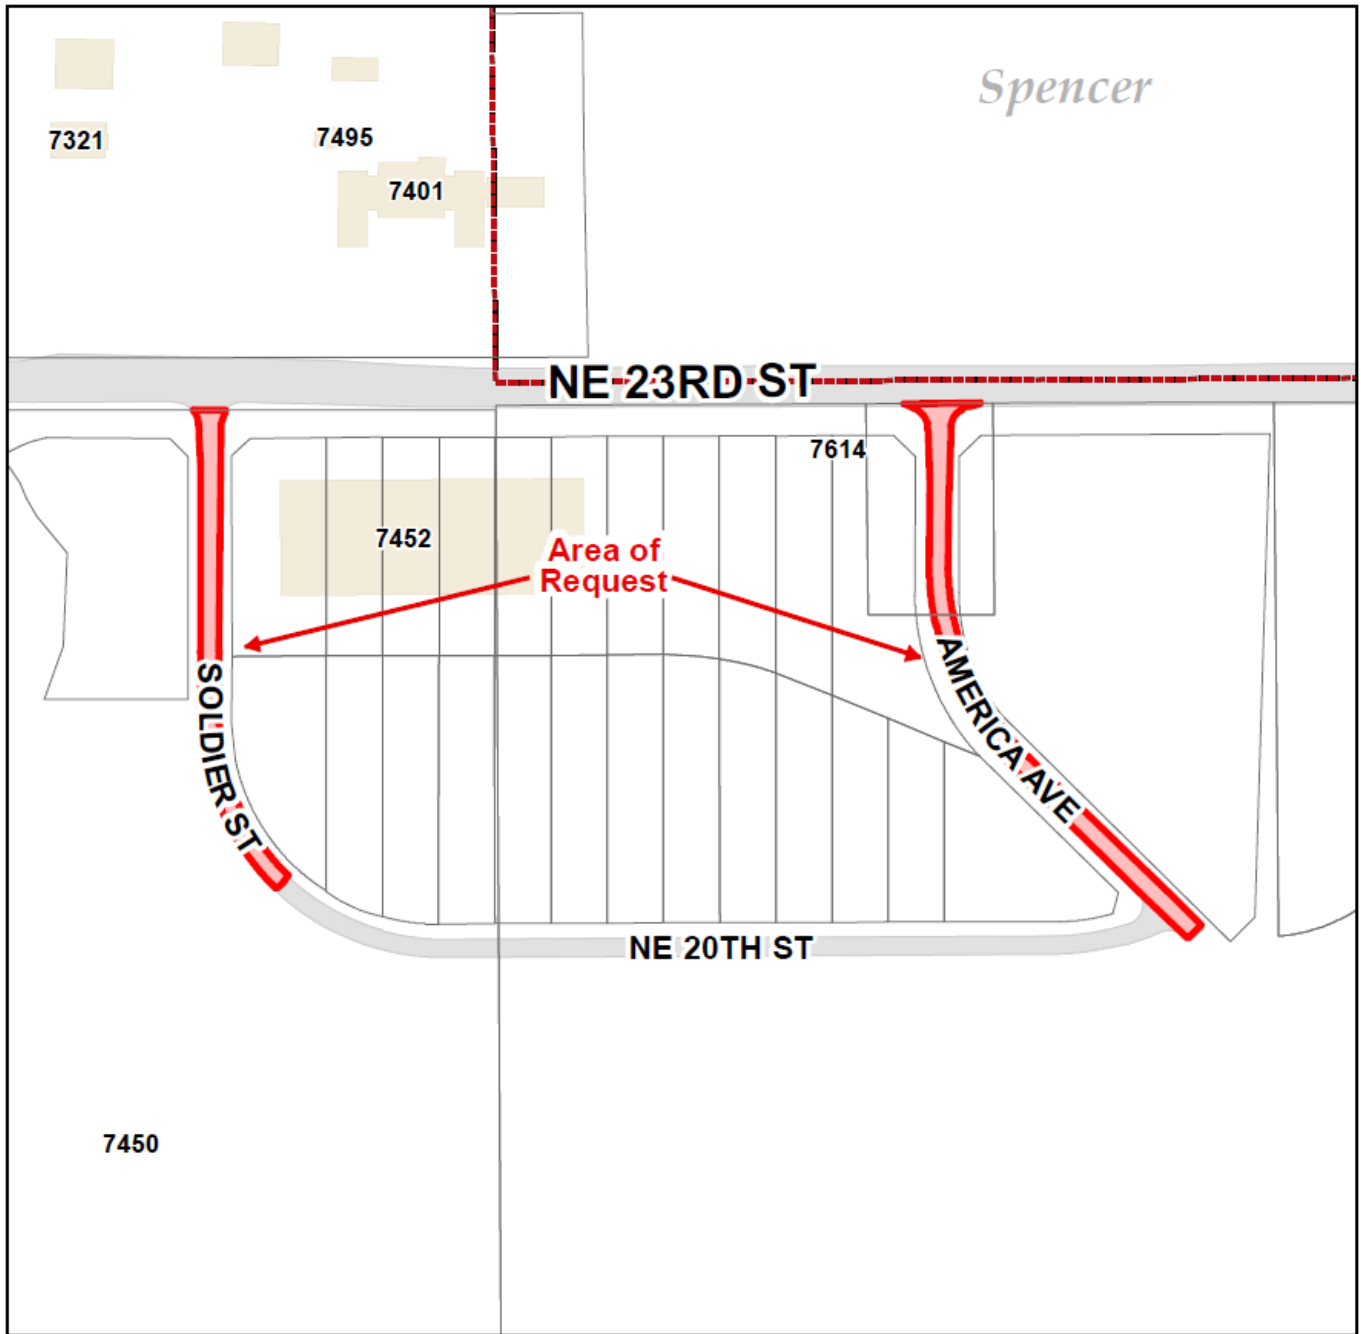 Spencer
7321
7495
7401
NE 23RD ST
7614
7452
Area of
Request
SOLDIER ST
AMERICA AVE
NE 20TH ST
7450